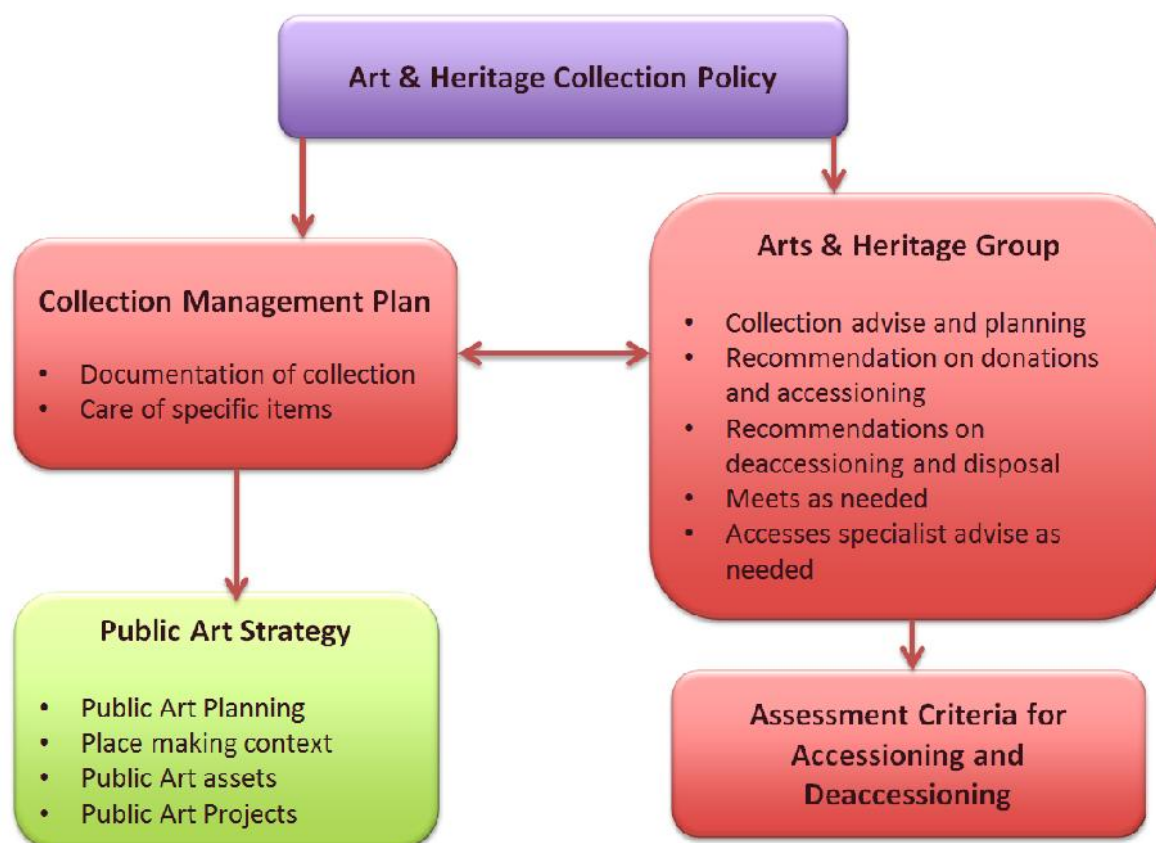 Art & Heritage Collection Policy
Collection Management Plan
• Documentation of collection
• Care of specific items
Arts & Heritage Group
• Collection advise and planning
• Recommendation on donations
and accessioning
• Recommendations on
deaccessioning and disposal
• Meets as needed
• Accesses specialist advise as
needed
Public Art Strategy
• Public Art Planning
• Place making context
• Public Art assets
• Public Art Projects
Assessment Criteria for
Accessioning and
Deaccessioning